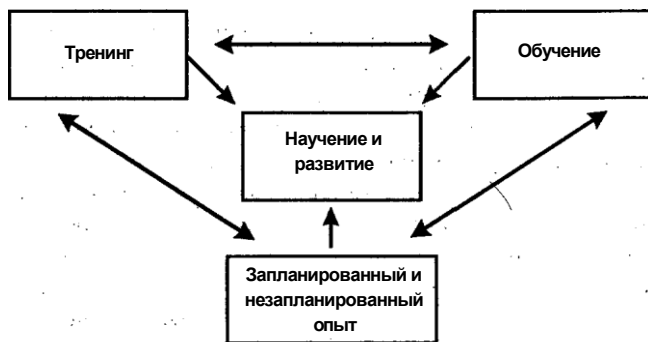 Тренинг
Обучение
Научение и
развитие
Запланированный и
незапланированный
опыт